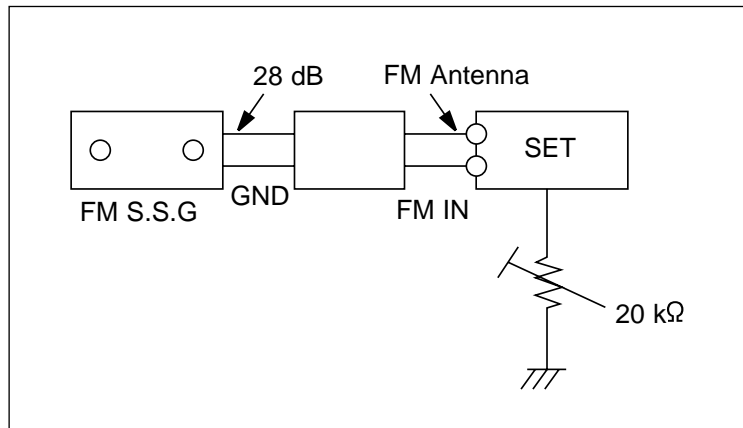 28 dB
FM Antenna
SET
FM S.S.G
GND
FM IN
20 kΩ